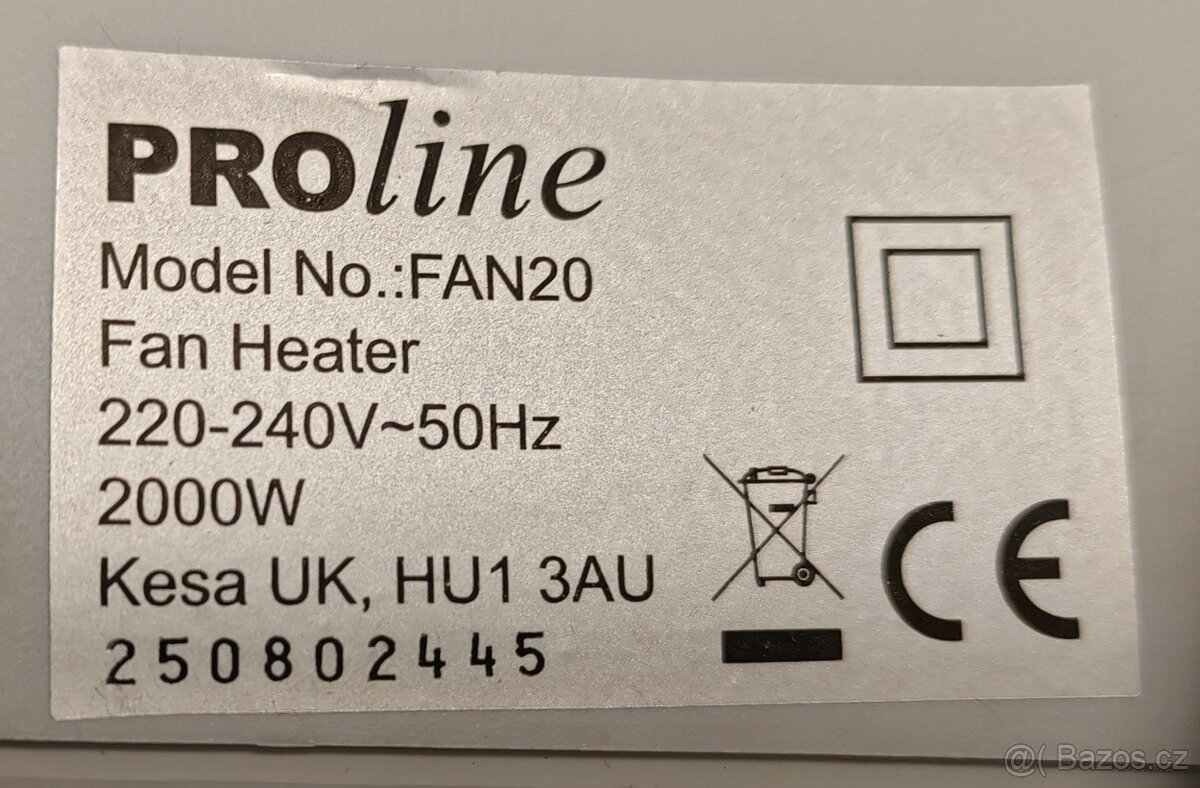 PROline
Model No.:FAN20
Fan Heater
220-240V~50Hz
2000W
Kesa UK, HU1 3AU
250802445
CE
@( Bazos.cz